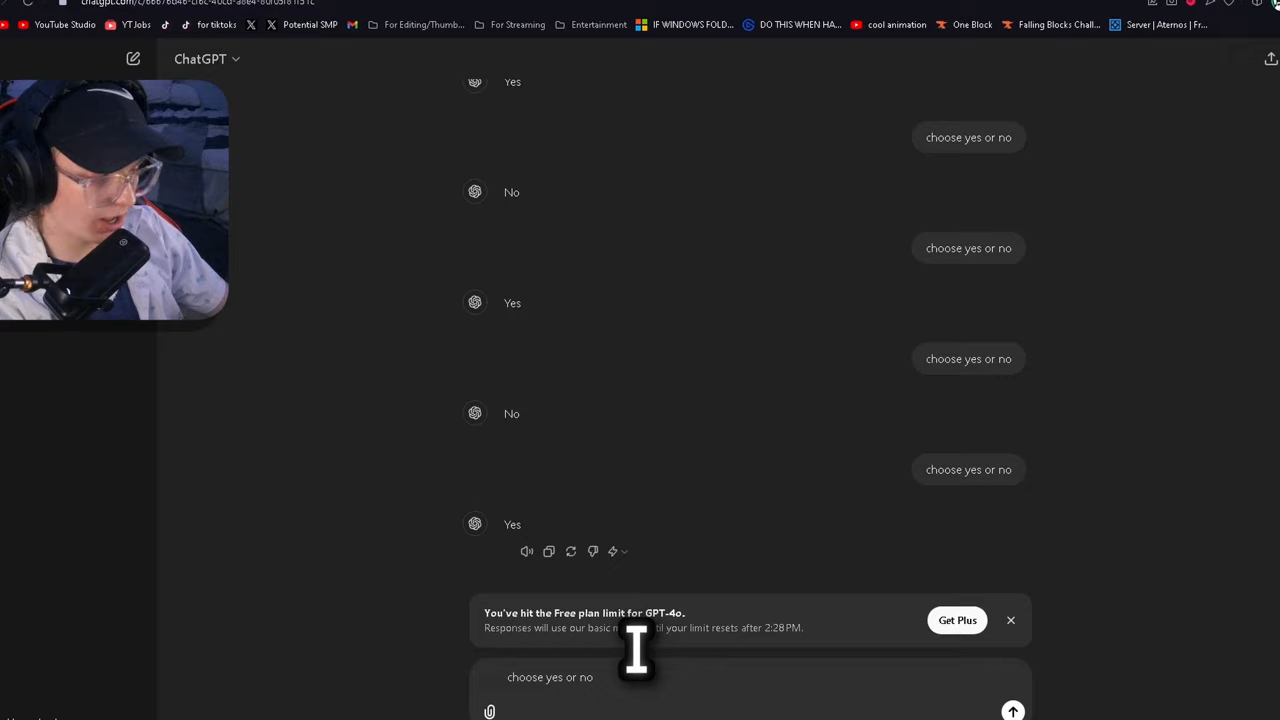 YouTube Studio YTJobs for tiktoks Potential SMP For Editing/Thumb... For Streaming Entertainment IF WINDOWS FOLD... DO THIS WHEN HA... cool animation One Block Falling Blocks Chall... Server | Aternos | Fr...
ChatGPT
Yes
choose yes or no
No
choose yes or no
Yes
choose yes or no
No
choose yes or no
Yes
You've hit the Free plan limit for GPT-4o.
Responses will use our basic until your limit resets after 2:28 PM.
Get Plus
I
choose yes or no